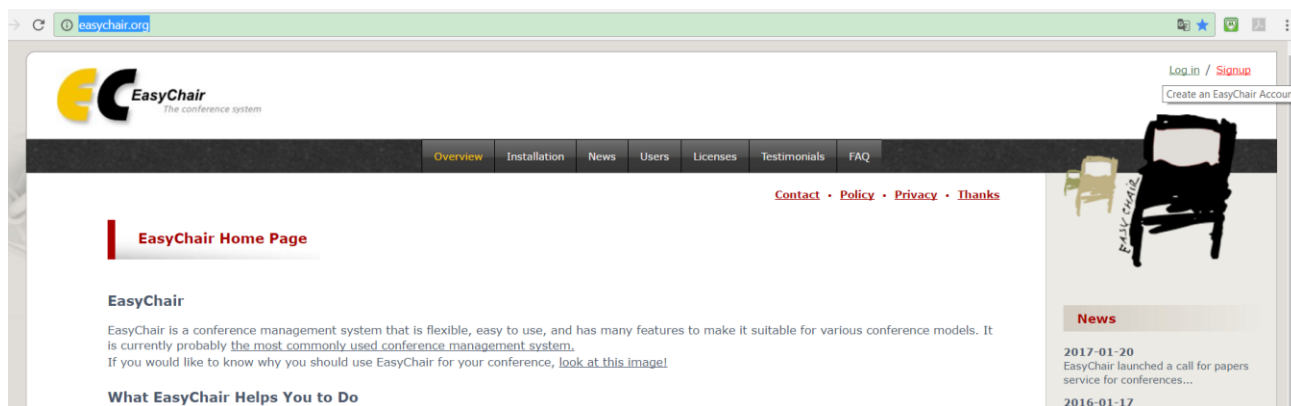 easychair.org
Log in / Signup
Create an EasyChair Accour
EC EasyChair
The conference system
Overview Installation News Users Licenses Testimonials FAQ
Contact • Policy • Privacy • Thanks
EASY CHAIR
EasyChair Home Page
EasyChair
EasyChair is a conference management system that is flexible, easy to use, and has many features to make it suitable for various conference models. It
is currently probably the most commonly used conference management system.
If you would like to know why you should use EasyChair for your conference, look at this image!
What EasyChair Helps You to Do
News
2017-01-20
EasyChair launched a call for papers
service for conferences...
2016-01-17